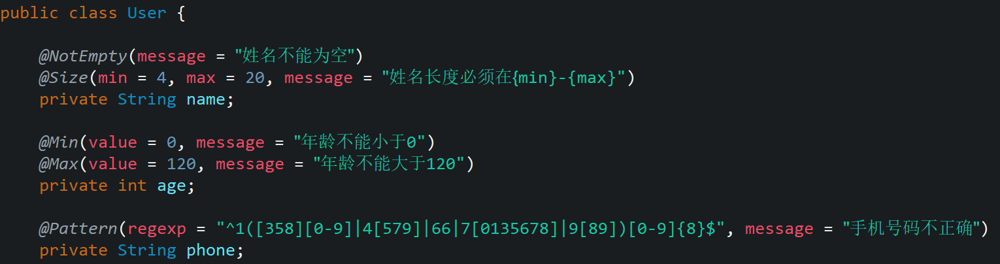 public class User {
@NotEmpty(message = "姓名不能为空")
@Size(min = 4, max = 20, message = "姓名长度必须在{min}-{max}")
private String name;
@Min(value = 0, message = "年龄不能小于0")
@Max(value = 120, message = "年龄不能大于120")
private int age;
@Pattern(regexp = "^1([358][0-9]|4[579]|66|7[0135678]|9[89])[0-9]{8}$", message = "手机号码不正确")
private String phone;